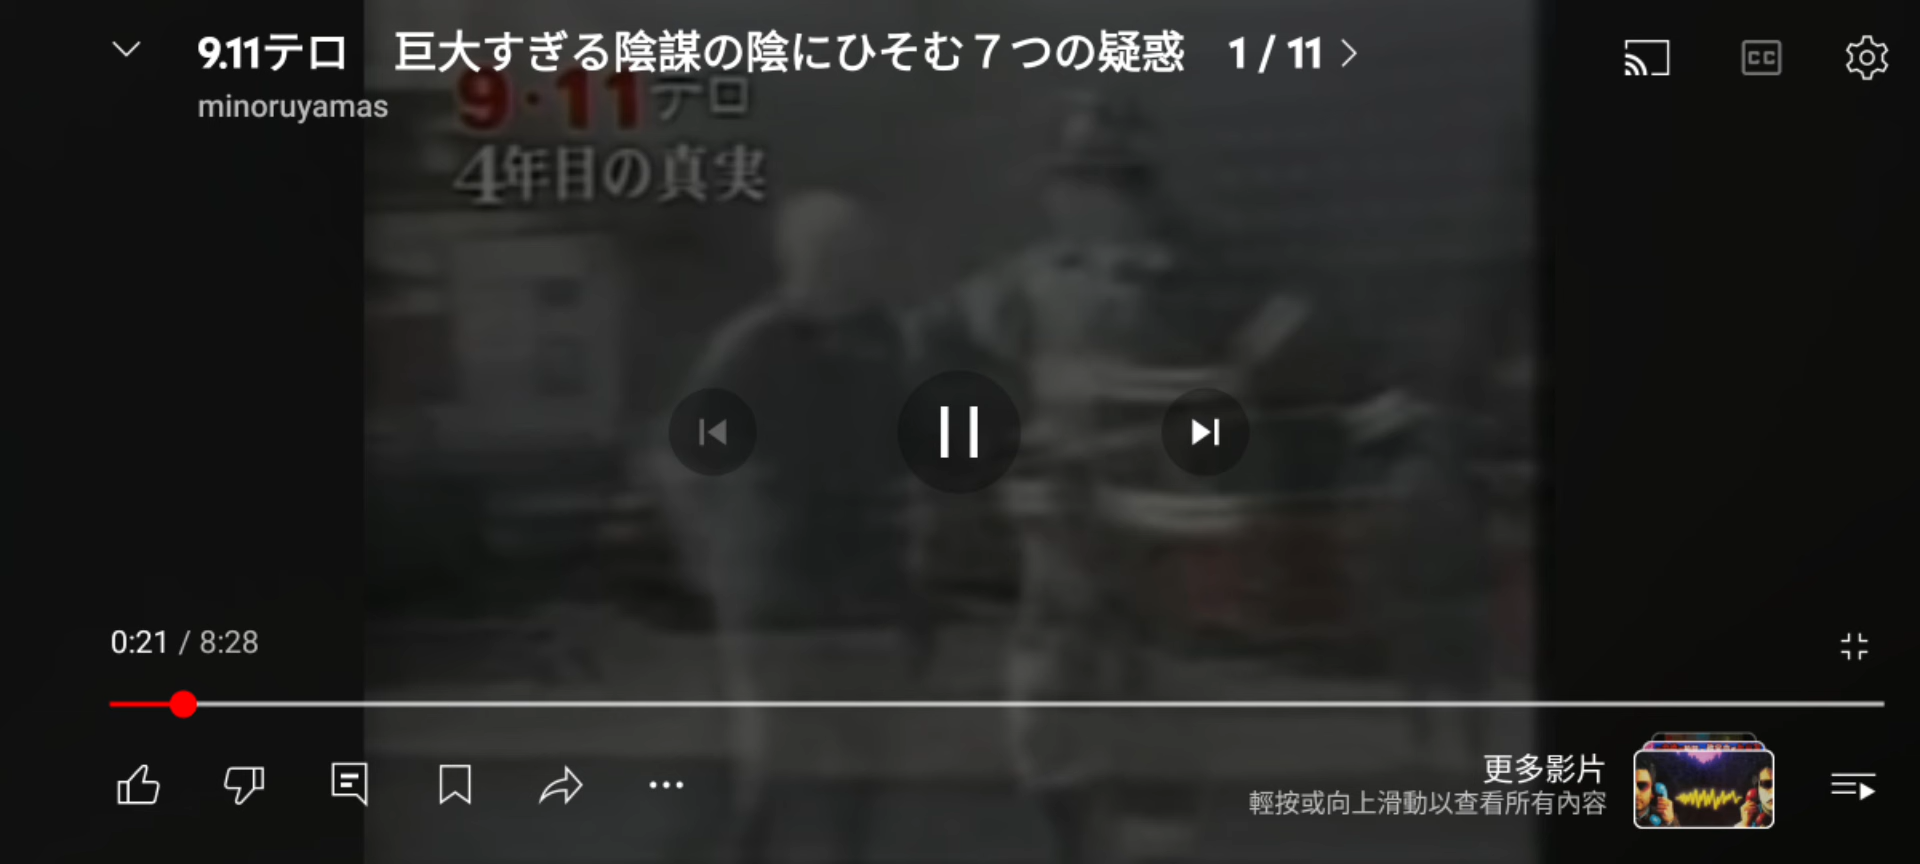 9.11テロ　巨大すぎる陰謀の陰にひそむ７つの疑惑　1 / 11
minoruyamas
CC
9・11テロ
4年目の真実
0:21 / 8:28
更多影片
輕按或向上滑動以查看所有內容